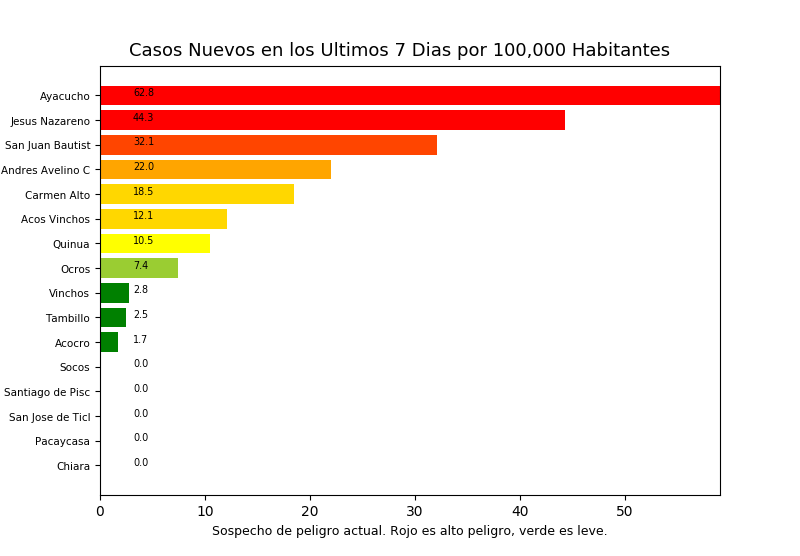 Casos Nuevos en los Ultimos 7 Dias por 100,000 Habitantes
Ayacucho 62.8
Jesus Nazareno 44.3
San Juan Bautist 32.1
Andres Avelino C 22.0
Carmen Alto 18.5
Acos Vinchos 12.1
Quinua 10.5
Ocros 7.4
Vinchos 2.8
Tambillo 2.5
Acocro 1.7
Socos 0.0
Santiago de Pisc 0.0
San Jose de Ticl 0.0
Pacaycasa 0.0
Chiara 0.0
0 10 20 30 40 50
Sospecho de peligro actual. Rojo es alto peligro, verde es leve.